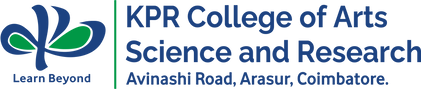 KPR College of Arts
Science and Research
Avinashi Road, Arasur, Coimbatore.
Learn Beyond